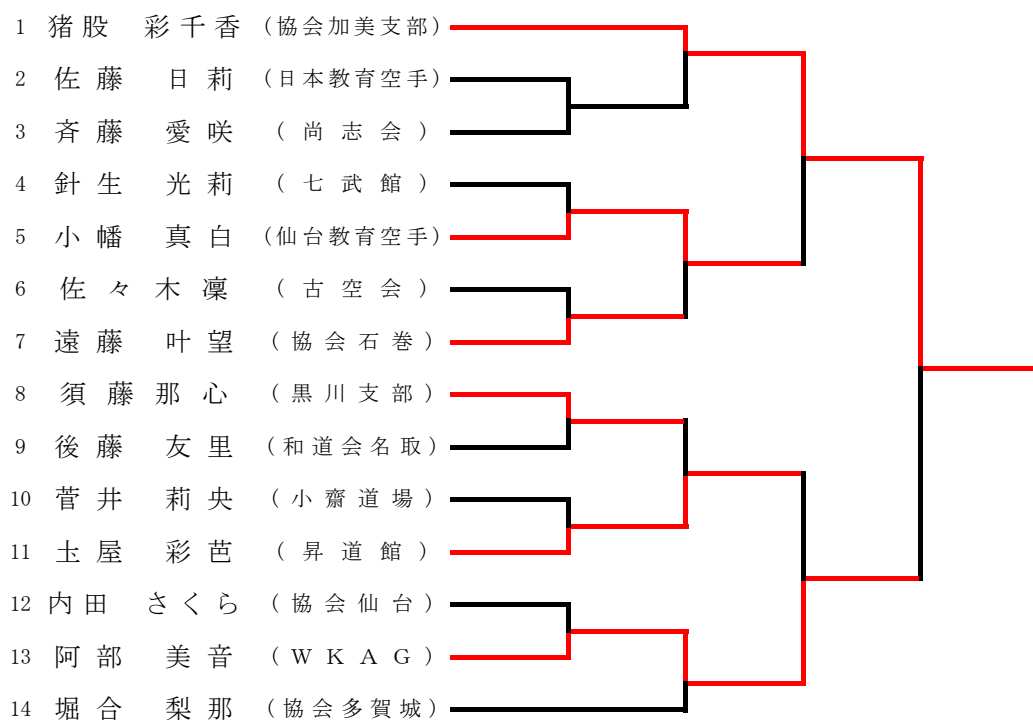 1 猪股 彩千香 (協会加美支部)
2 佐藤 日莉 (日本教育空手)
3 斉藤 愛咲 (尚志会)
4 針生 光莉 (七武館)
5 小幡 真白 (仙台教育空手)
6 佐々木凜 (古空会)
7 遠藤 叶望 (協会石巻)
8 須藤那心 (黒川支部)
9 後藤 友里 (和道会名取)
10 菅井 莉央 (小齋道場)
11 圡屋 彩芭 (昇道館)
12 内田 さくら (協会仙台)
13 阿部 美音 (WKAG)
14 堀合 梨那 (協会多賀城)